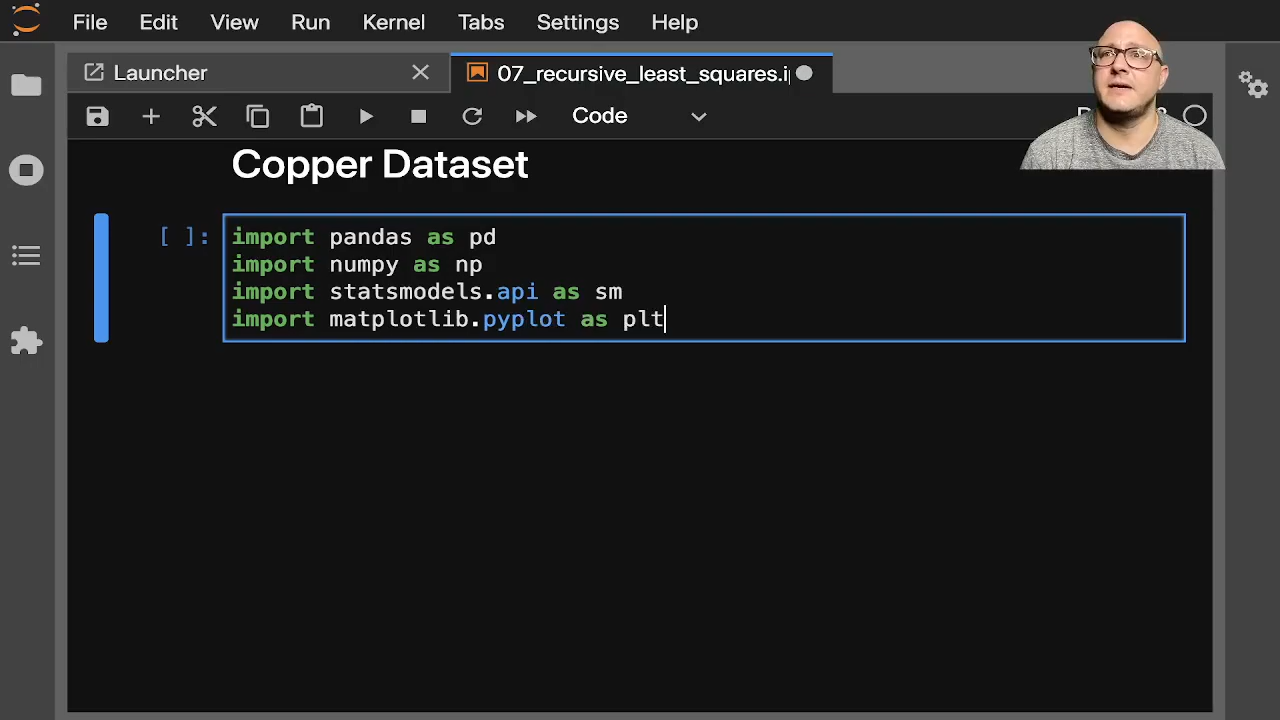 File Edit View Run Kernel Tabs Settings Help
Launcher
07_recursive_least_squares.i
Code
Copper Dataset
[ ]:
import pandas as pd
import numpy as np
import statsmodels.api as sm
import matplotlib.pyplot as plt